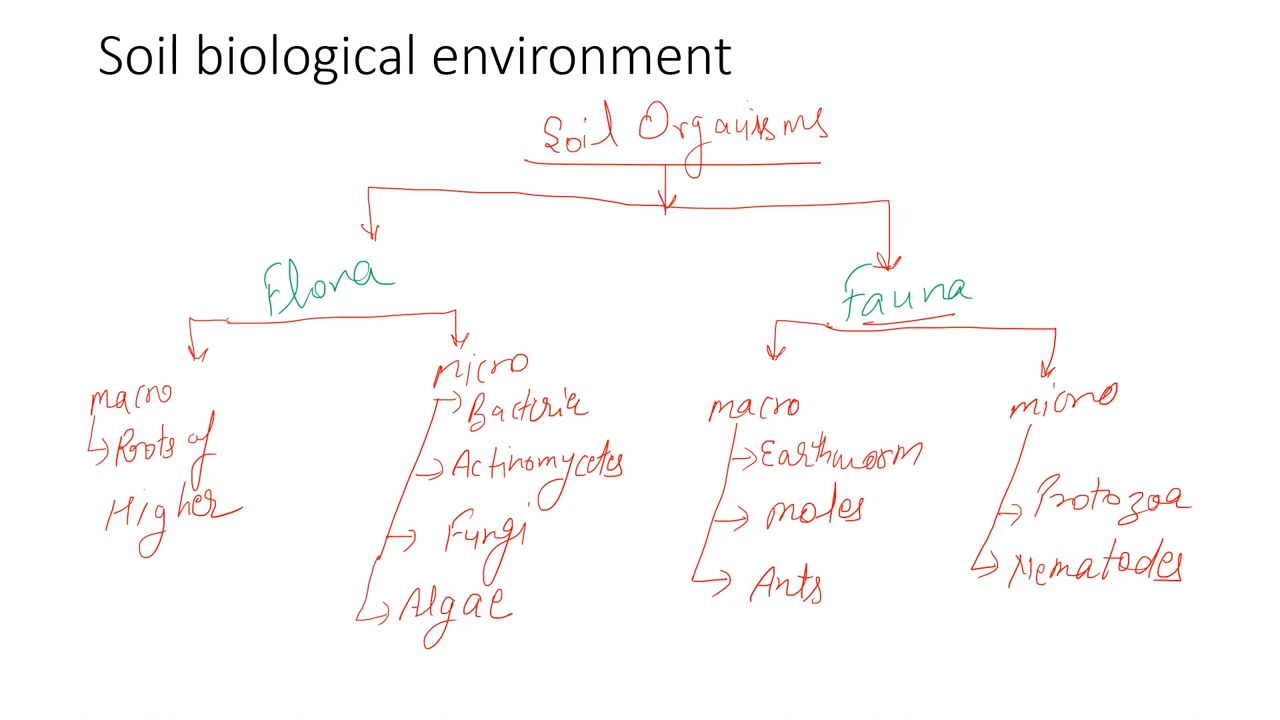 Soil biological environment
Soil Organisms
Flora
Fauna
macro
Roots of
Higher
micro
Bacteria
Actinomycetes
Fungi
Algae
macro
Earthworm
moles
Ants
micro
Protozoa
Nematodes